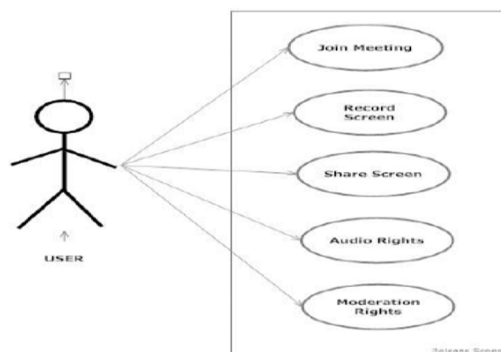 Join Meeting
Record
Screen
Share Screen
Audio Rights
Moderation
Rights
USER